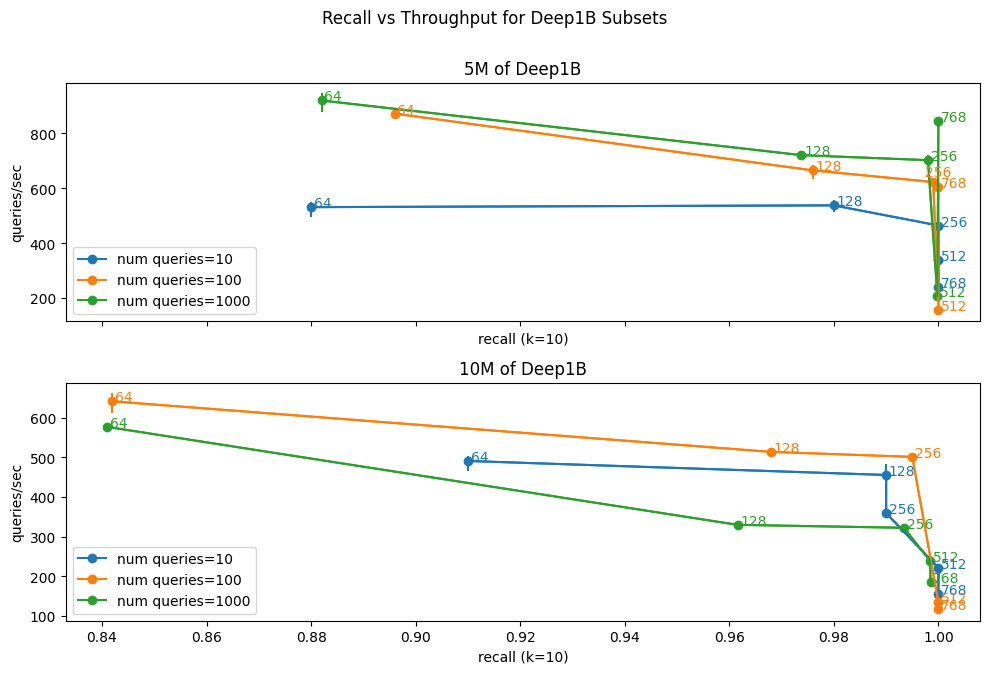 Recall vs Throughput for Deep1B Subsets
5M of Deep1B
queries/sec
800
600
400
200
64
64
64
128
128
128
256
256
256
768
768
512
768
512
512
num queries=10
num queries=100
num queries=1000
recall (k=10)
10M of Deep1B
queries/sec
600
500
400
300
200
100
64
64
64
128
128
128
256
256
256
512
512
768
768
512
768
num queries=10
num queries=100
num queries=1000
0.84 0.86 0.88 0.90 0.92 0.94 0.96 0.98 1.00
recall (k=10)